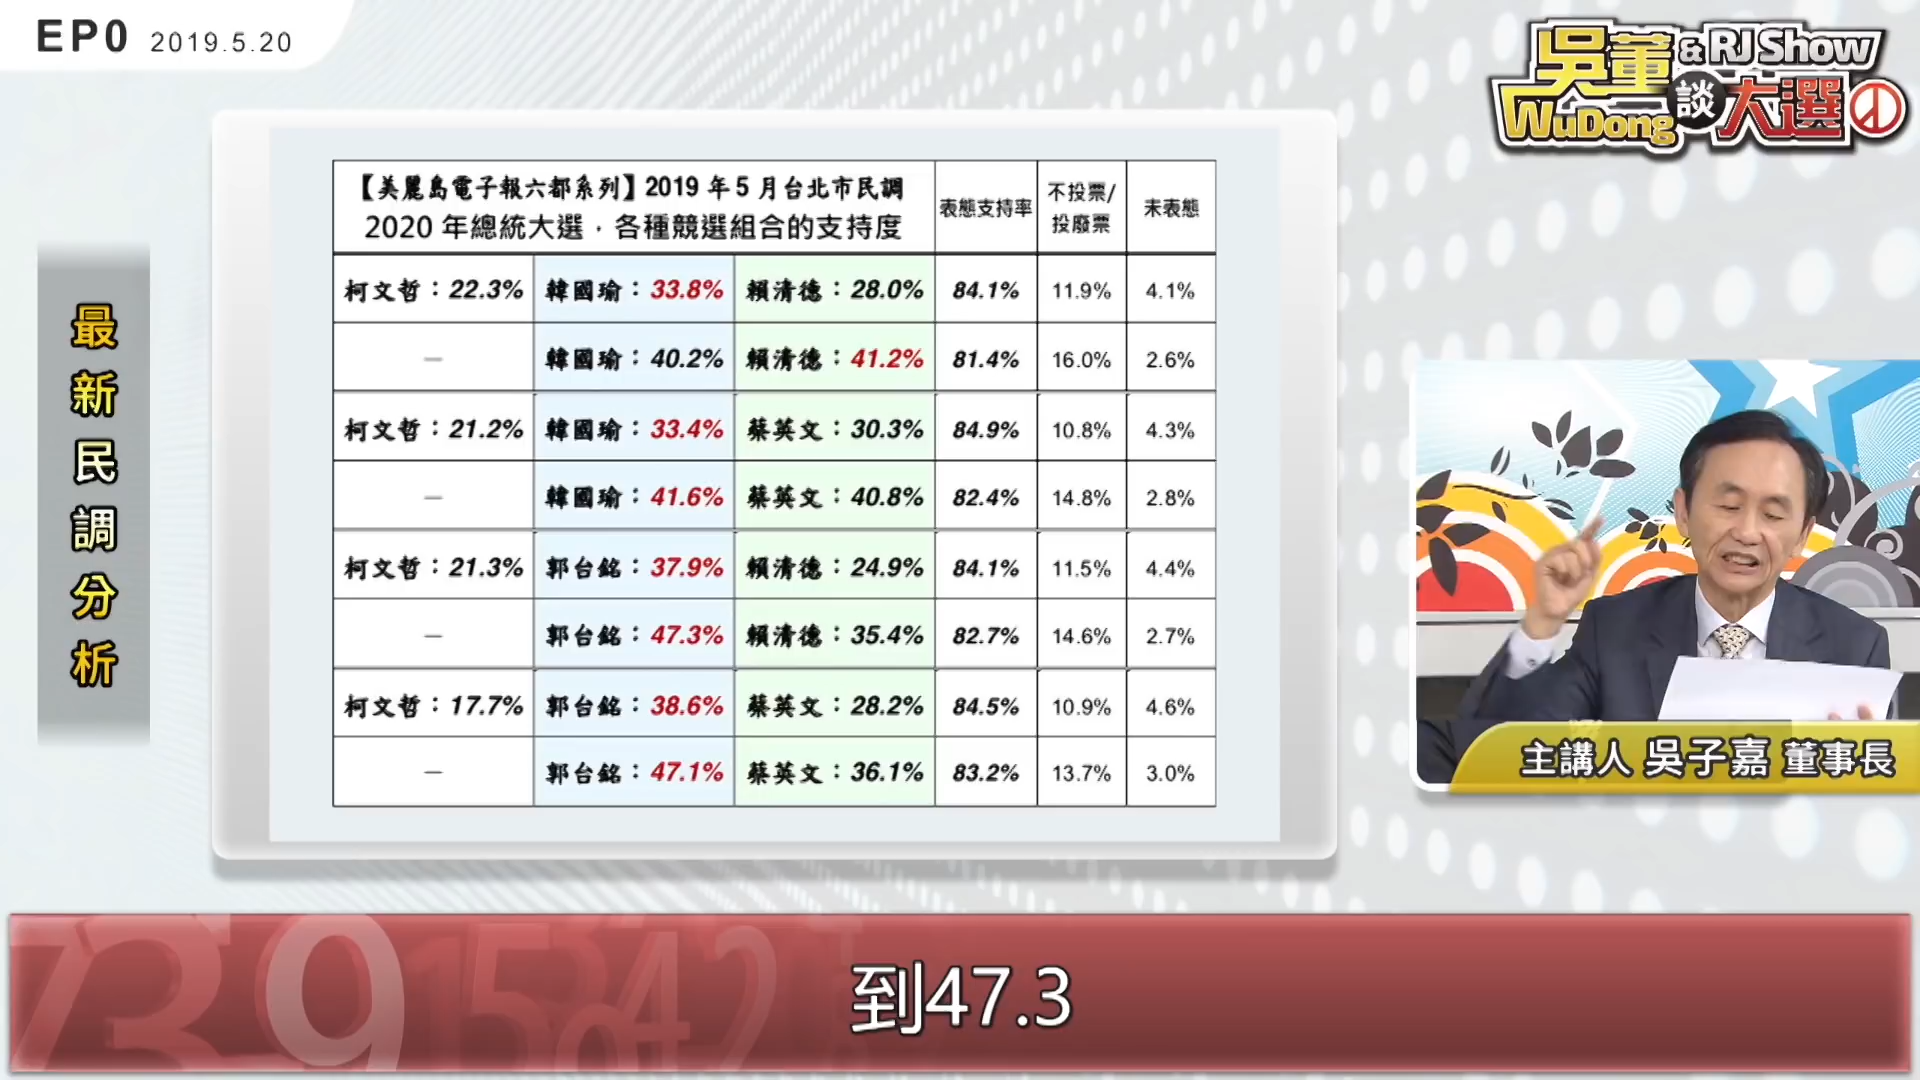 EP0 2019.5.20
吳董 & RJ Show
WuDong 談 大選
最新民調分析
【美麗島電子報六都系列】2019 年 5 月台北市民調
2020 年總統大選，各種競選組合的支持度
表態支持率
不投票/
投廢票
未表態
柯文哲：22.3% 韓國瑜：33.8% 賴清德：28.0% 84.1% 11.9% 4.1%
— 韓國瑜：40.2% 賴清德：41.2% 81.4% 16.0% 2.6%
柯文哲：21.2% 韓國瑜：33.4% 蔡英文：30.3% 84.9% 10.8% 4.3%
— 韓國瑜：41.6% 蔡英文：40.8% 82.4% 14.8% 2.8%
柯文哲：21.3% 郭台銘：37.9% 賴清德：24.9% 84.1% 11.5% 4.4%
— 郭台銘：47.3% 賴清德：35.4% 82.7% 14.6% 2.7%
柯文哲：17.7% 郭台銘：38.6% 蔡英文：28.2% 84.5% 10.9% 4.6%
— 郭台銘：47.1% 蔡英文：36.1% 83.2% 13.7% 3.0%
主講人 吳子嘉 董事長
到47.3